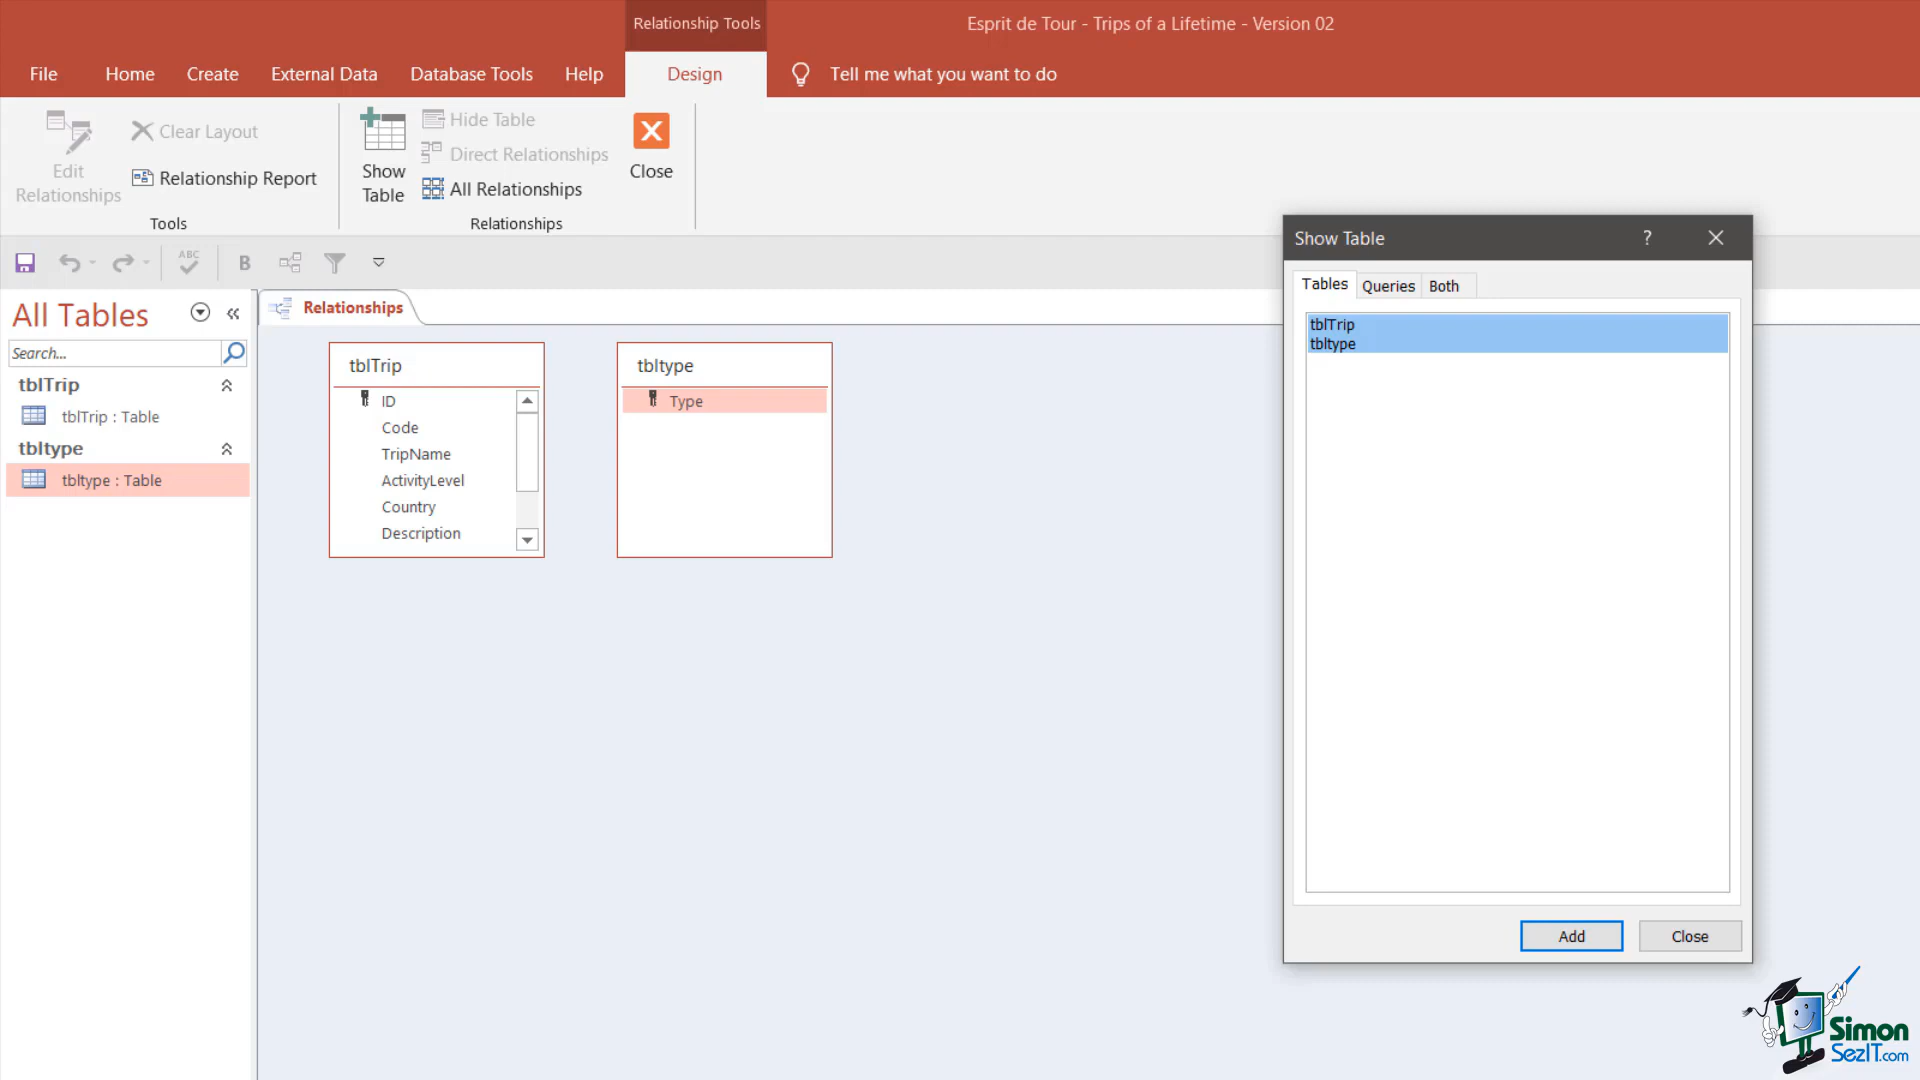 Relationship Tools
Esprit de Tour - Trips of a Lifetime - Version 02
File
Home
Create
External Data
Database Tools
Help
Design
Tell me what you want to do
Edit
Relationships
Clear Layout
Relationship Report
Tools
Show
Table
Hide Table
Direct Relationships
All Relationships
Relationships
Close
ABC
B
All Tables
Search...
tblTrip
tblTrip : Table
tbltype
tbltype : Table
Relationships
tblTrip
ID
Code
TripName
ActivityLevel
Country
Description
tbltype
Type
Show Table
?
Tables
Queries
Both
tblTrip
tbltype
Add
Close
Simon
SezIT.com